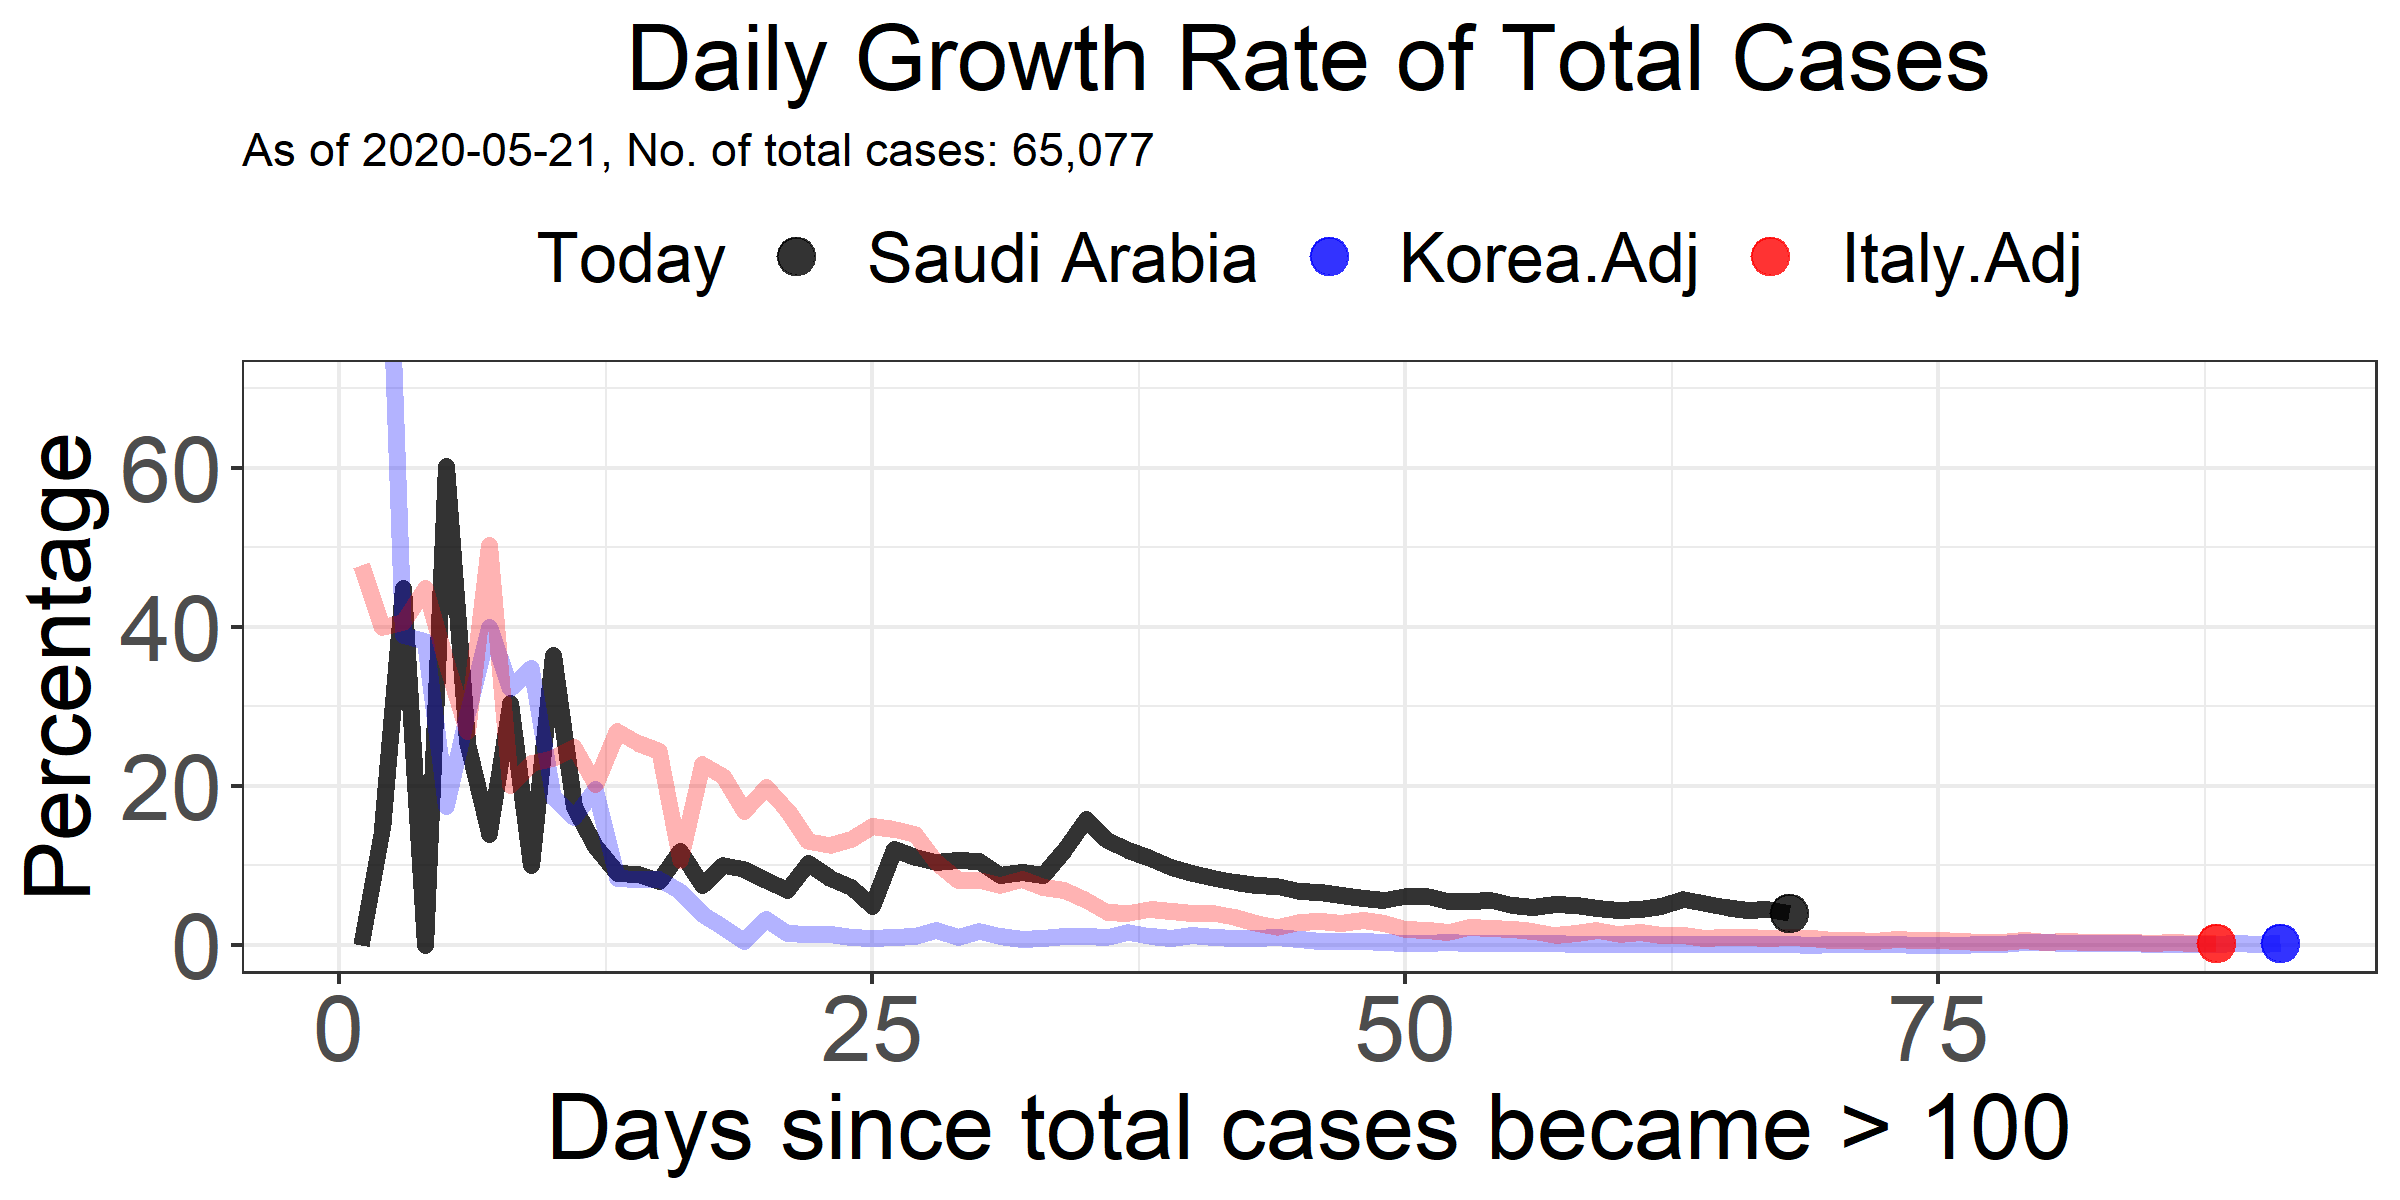 Daily Growth Rate of Total Cases
As of 2020-05-21, No. of total cases: 65,077
Today Saudi Arabia Korea.Adj Italy.Adj
Percentage
60
40
20
0
0 25 50 75
Days since total cases became > 100